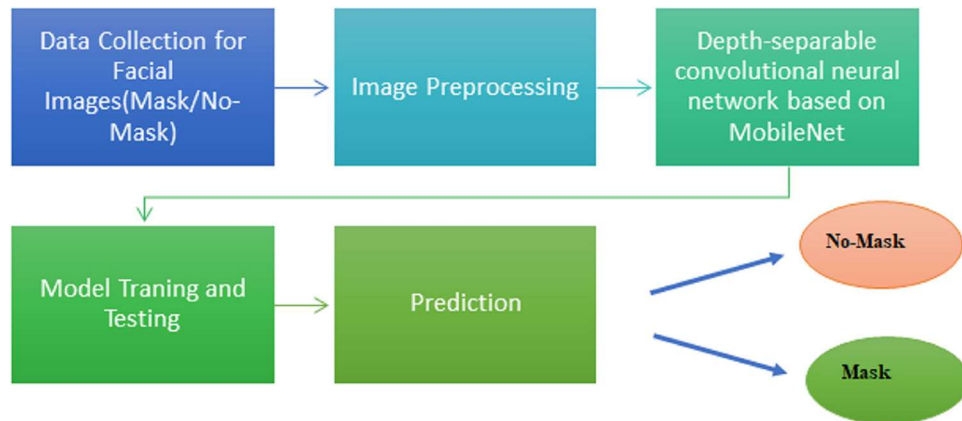 Data Collection for
Facial
Images(Mask/No-
Mask)
Image Preprocessing
Depth-separable
convolutional neural
network based on
MobileNet
Model Traning and
Testing
Prediction
No-Mask
Mask